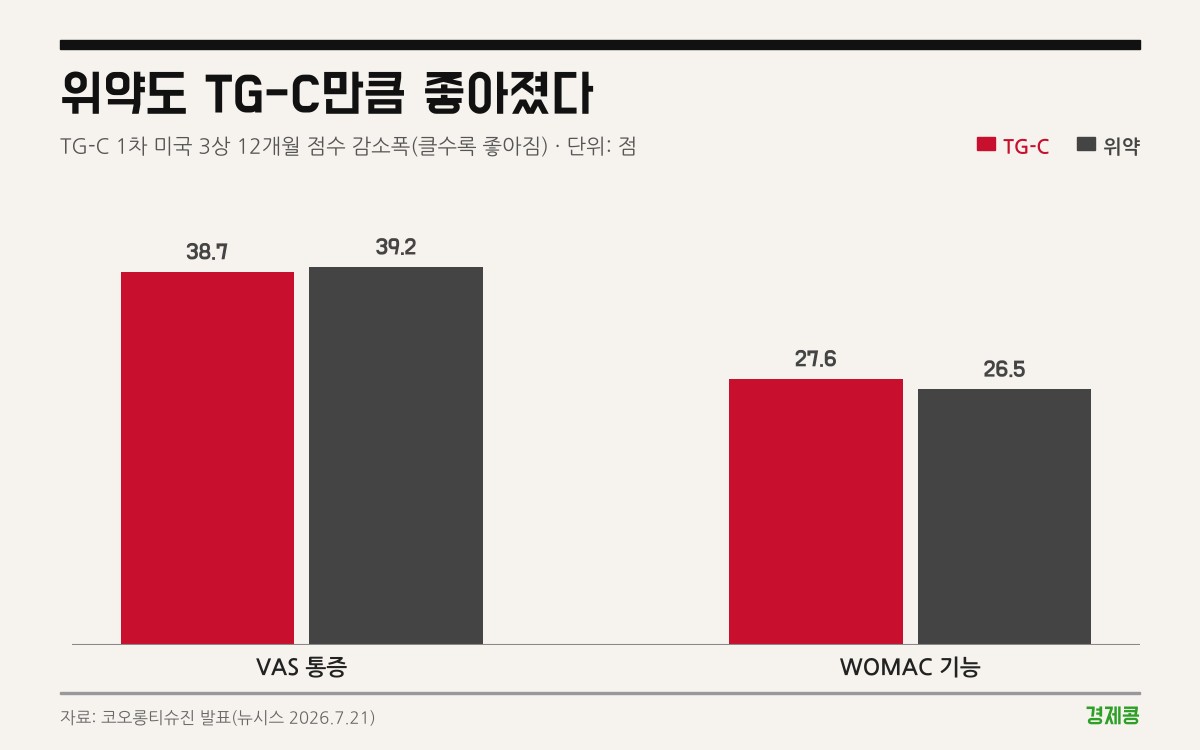 위약도 TG-C만큼 좋아졌다
TG-C 1차 미국 3상 12개월 점수 감소폭(클수록 좋아짐) · 단위: 점
TG-C 위약
38.7
39.2
27.6
26.5
VAS 통증
WOMAC 기능
자료: 코오롱티슈진 발표(뉴시스 2026.7.21)
경제콩